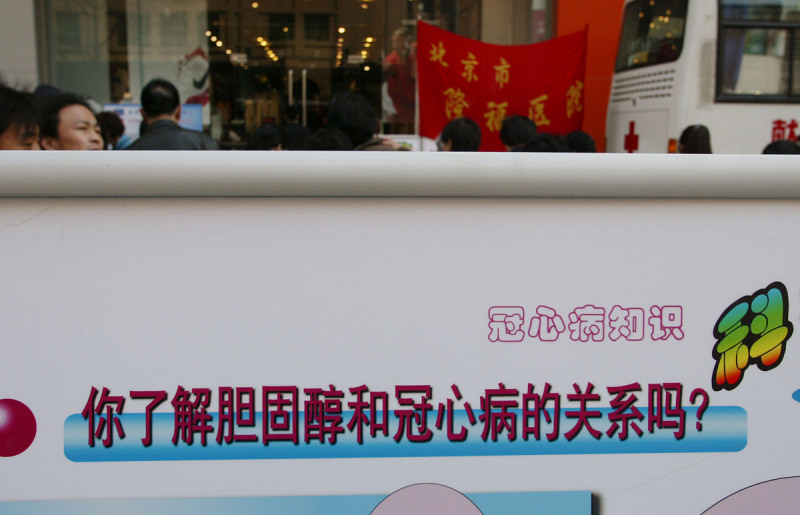 北京市
隆福医院
献
冠心病知识
科
你了解胆固醇和冠心病的关系吗?